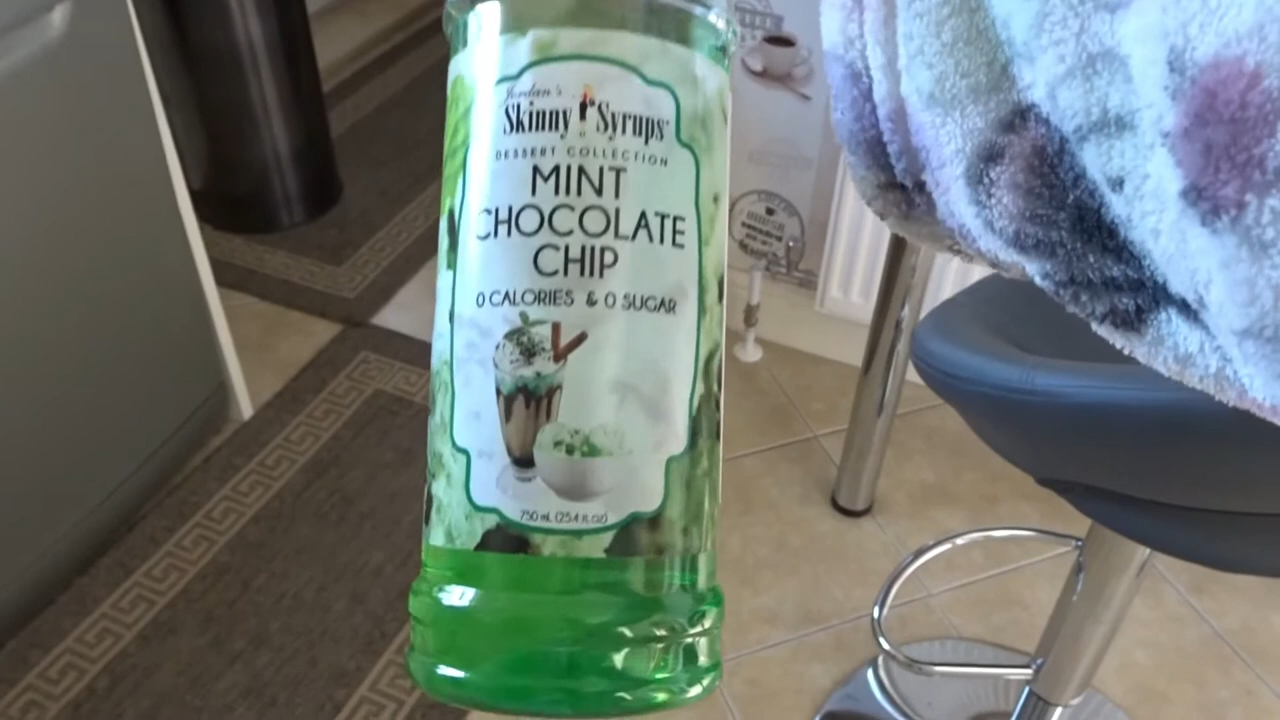 Jordan's
Skinny Syrups
DESSERT COLLECTION
MINT
CHOCOLATE
CHIP
0 CALORIES & 0 SUGAR
750 mL (25.4 fl oz)